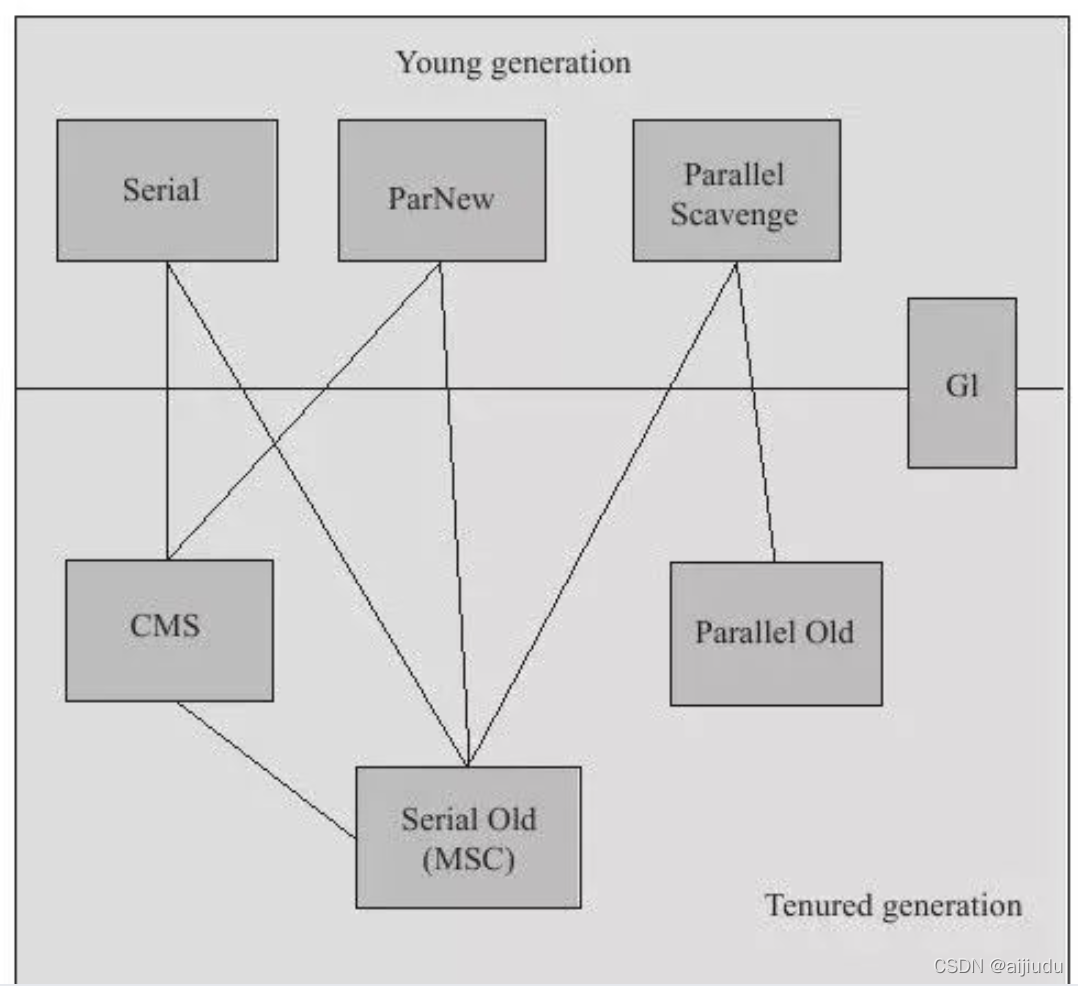 Young generation
Serial
ParNew
Parallel
Scavenge
Gl
CMS
Parallel Old
Serial Old
(MSC)
Tenured generation
CSDN @aijiudu